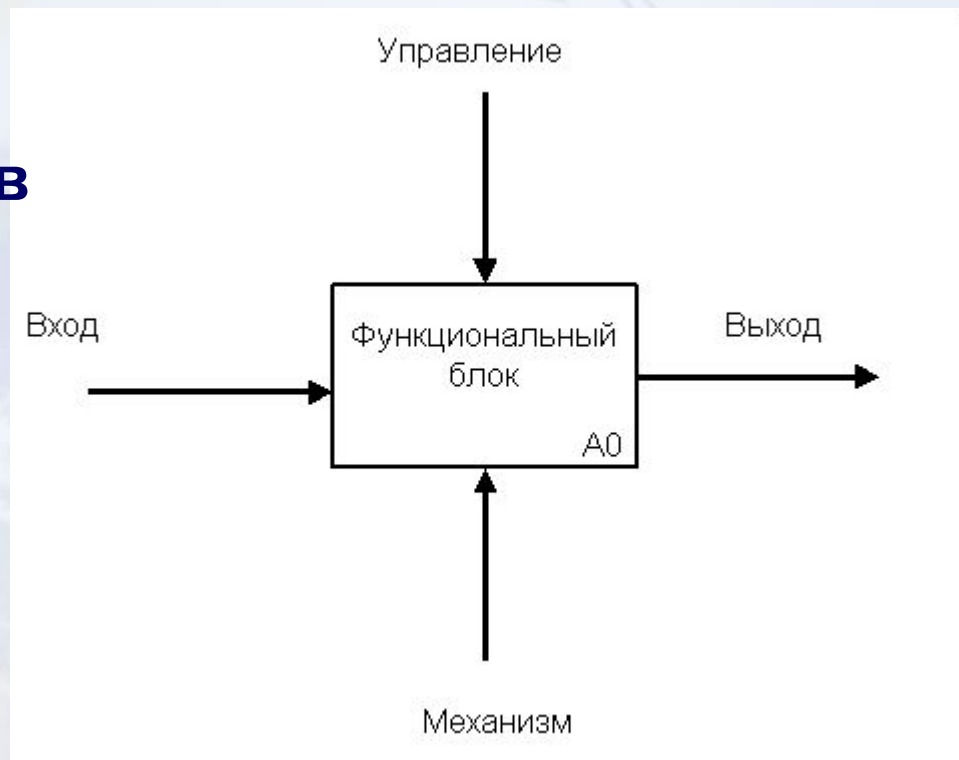 Управление
в
Вход
Функциональный
блок
Выход
A0
Механизм